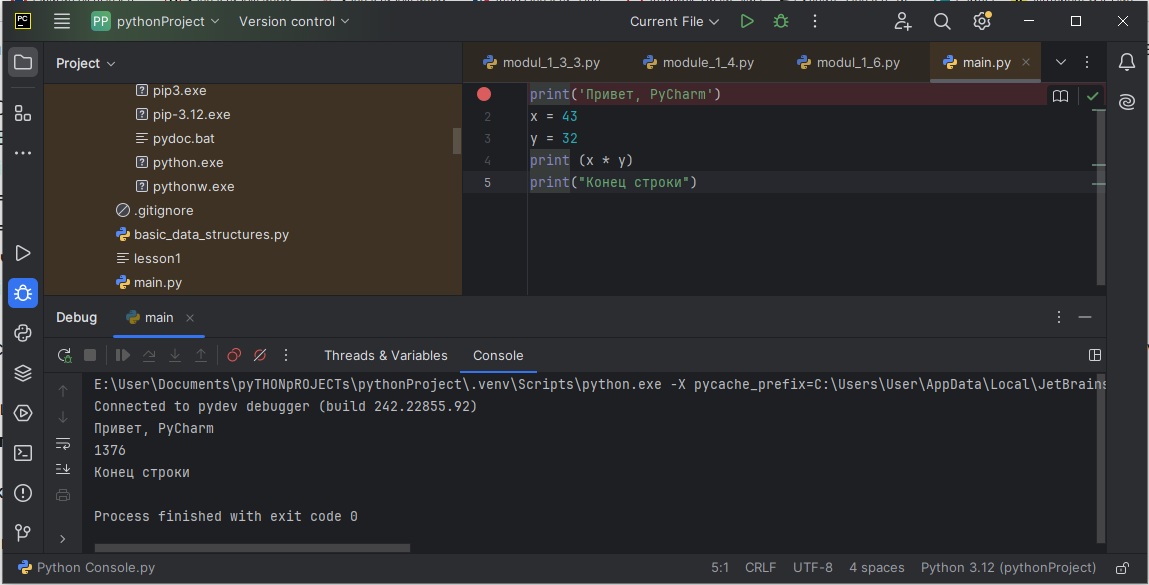 PC PP pythonProject Version control Current File
Project
modul_1_3_3.py module_1_4.py modul_1_6.py main.py
pip3.exe
pip-3.12.exe
pydoc.bat
python.exe
pythonw.exe
.gitignore
basic_data_structures.py
lesson1
main.py
print('Привет, PyCharm')
2 x = 43
3 y = 32
4 print (x * y)
5 print("Конец строки")
Debug main
Threads & Variables Console
E:\User\Documents\pyTHONpROJECTs\pythonProject\.venv\Scripts\python.exe -X pycache_prefix=C:\Users\User\AppData\Local\JetBrains
Connected to pydev debugger (build 242.22855.92)
Привет, PyCharm
1376
Конец строки
Process finished with exit code 0
Python Console.py 5:1 CRLF UTF-8 4 spaces Python 3.12 (pythonProject)